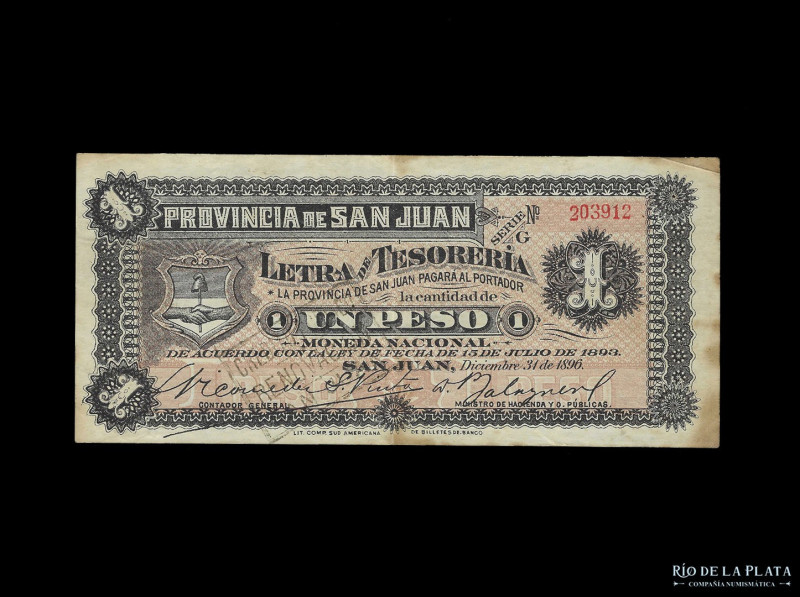 PROVINCIA DE SAN JUAN
SERIE G
Nº 203912
1
1
LETRA DE TESORERÍA
* LA PROVINCIA DE SAN JUAN PAGARÁ AL PORTADOR
la cantidad de
1 UN PESO 1
MONEDA NACIONAL
DE ACUERDO CON LA LEY DE FECHA DE 15 DE JULIO DE 1893.
SAN JUAN, Diciembre 31 de 1896.
CONTADOR GENERAL
MINISTRO DE HACIENDA Y O. PÚBLICAS.
1
LIT. COMP. SUD AMERICANA DE BILLETES DE BANCO
RÍO DE LA PLATA
COMPAÑÍA NUMISMÁTICA